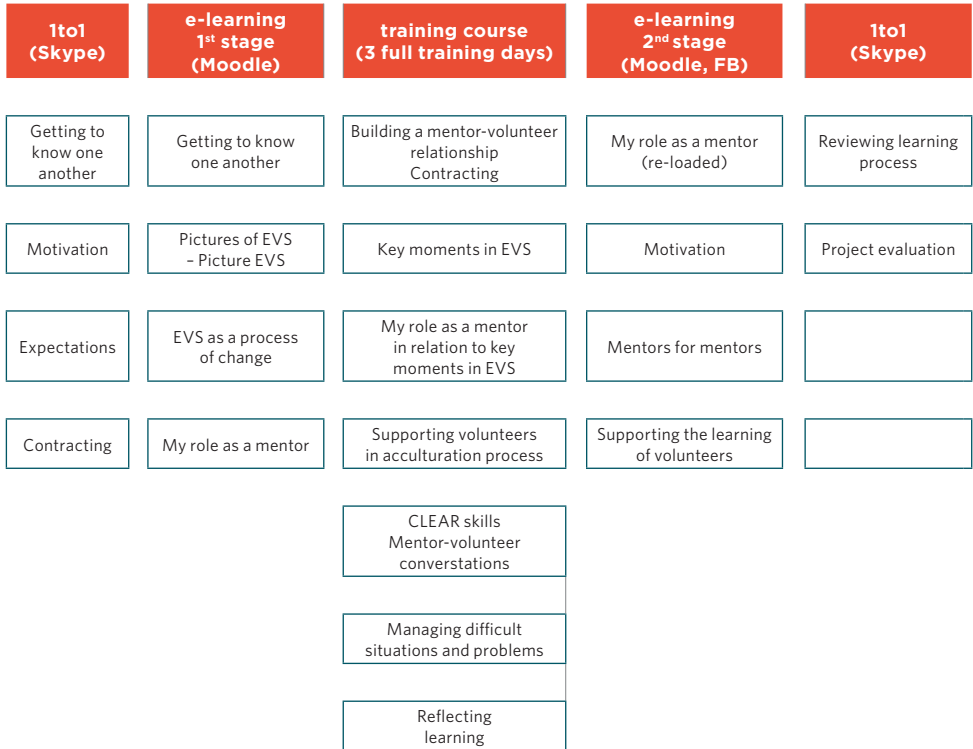 1to1
(Skype)
e-learning
1st stage
(Moodle)
training course
(3 full training days)
e-learning
2nd stage
(Moodle, FB)
1to1
(Skype)
Getting to
know one
another
Getting to know
one another
Building a mentor-volunteer
relationship
Contracting
My role as a mentor
(re-loaded)
Reviewing learning
process
Motivation
Pictures of EVS
– Picture EVS
Key moments in EVS
Motivation
Project evaluation
Expectations
EVS as a process
of change
My role as a mentor
in relation to key
moments in EVS
Mentors for mentors
Contracting
My role as a mentor
Supporting volunteers
in acculturation process
Supporting the learning
of volunteers
CLEAR skills
Mentor-volunteer
converstations
Managing difficult
situations and problems
Reflecting
learning